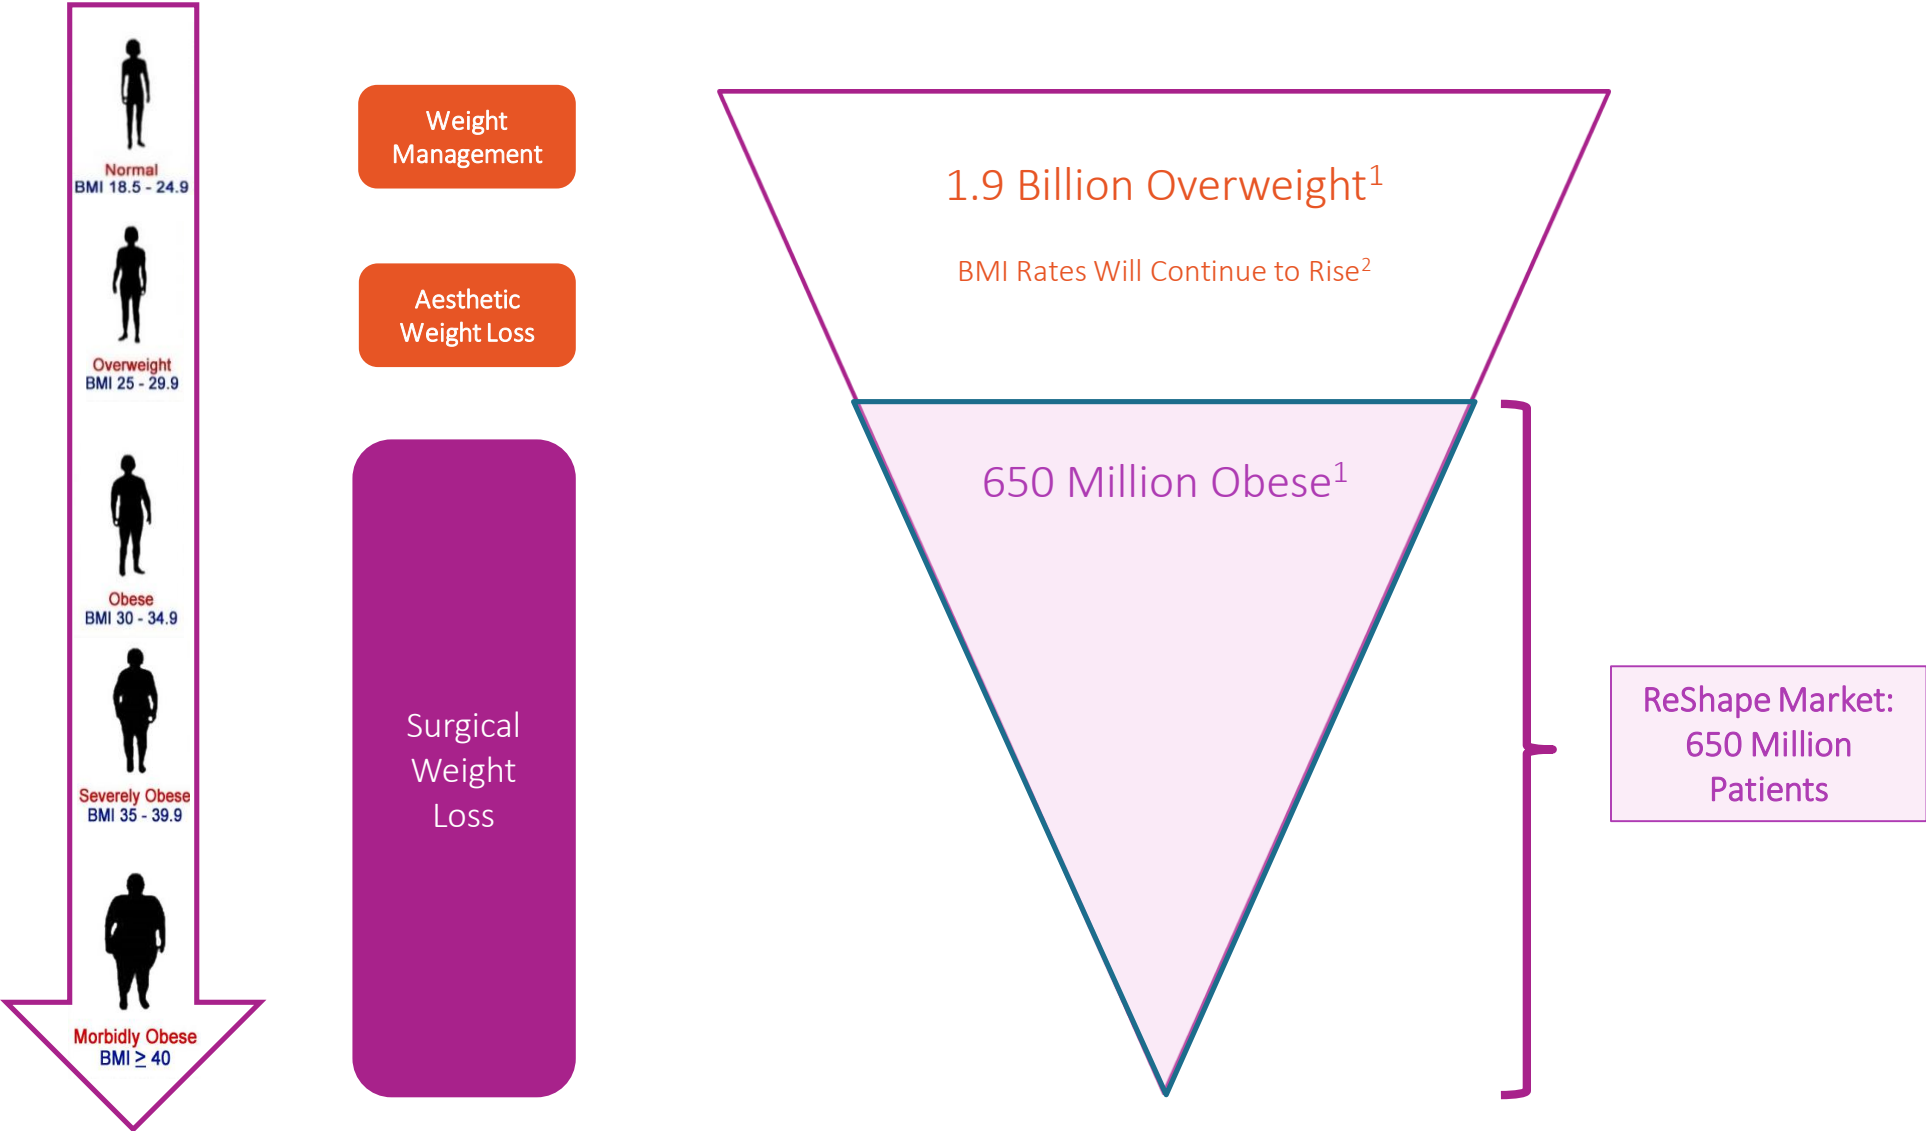 Normal
BMI 18.5 - 24.9
Overweight
BMI 25 - 29.9
Obese
BMI 30 - 34.9
Severely Obese
BMI 35 - 39.9
Morbidly Obese
BMI ≥ 40
Weight
Management
Aesthetic
Weight Loss
Surgical
Weight
Loss
1.9 Billion Overweight¹
BMI Rates Will Continue to Rise²
650 Million Obese¹
ReShape Market:
650 Million
Patients